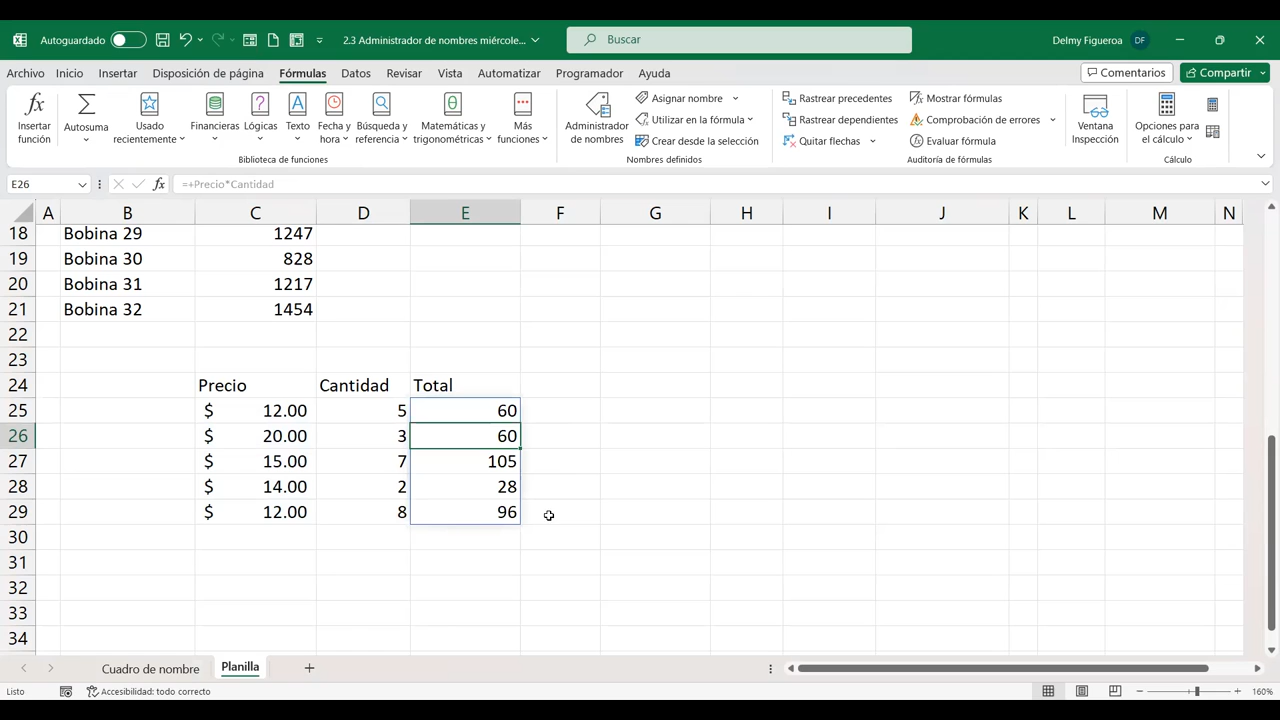 Autoguardado 2.3 Administrador de nombres miércole... Buscar Delmy Figueroa DF
Archivo Inicio Insertar Disposición de página Fórmulas Datos Revisar Vista Automatizar Programador Ayuda Comentarios Compartir
Insertar función
Autosuma
Usado recientemente
Financieras
Lógicas
Texto
Fecha y hora
Búsqueda y referencia
Matemáticas y trigonométricas
Más funciones
Biblioteca de funciones
Administrador de nombres
Asignar nombre
Utilizar en la fórmula
Crear desde la selección
Nombres definidos
Rastrear precedentes
Rastrear dependientes
Quitar flechas
Mostrar fórmulas
Comprobación de errores
Evaluar fórmula
Auditoría de fórmulas
Ventana Inspección
Opciones para el cálculo
Cálculo
E26 fx =+Precio*Cantidad
A B C D E F G H I J K L M N
18 Bobina 29 1247
19 Bobina 30 828
20 Bobina 31 1217
21 Bobina 32 1454
22
23
24 Precio Cantidad Total
25 $ 12.00 5 60
26 $ 20.00 3 60
27 $ 15.00 7 105
28 $ 14.00 2 28
29 $ 12.00 8 96
30
31
32
33
34
Cuadro de nombre Planilla
Listo Accesibilidad: todo correcto 160%